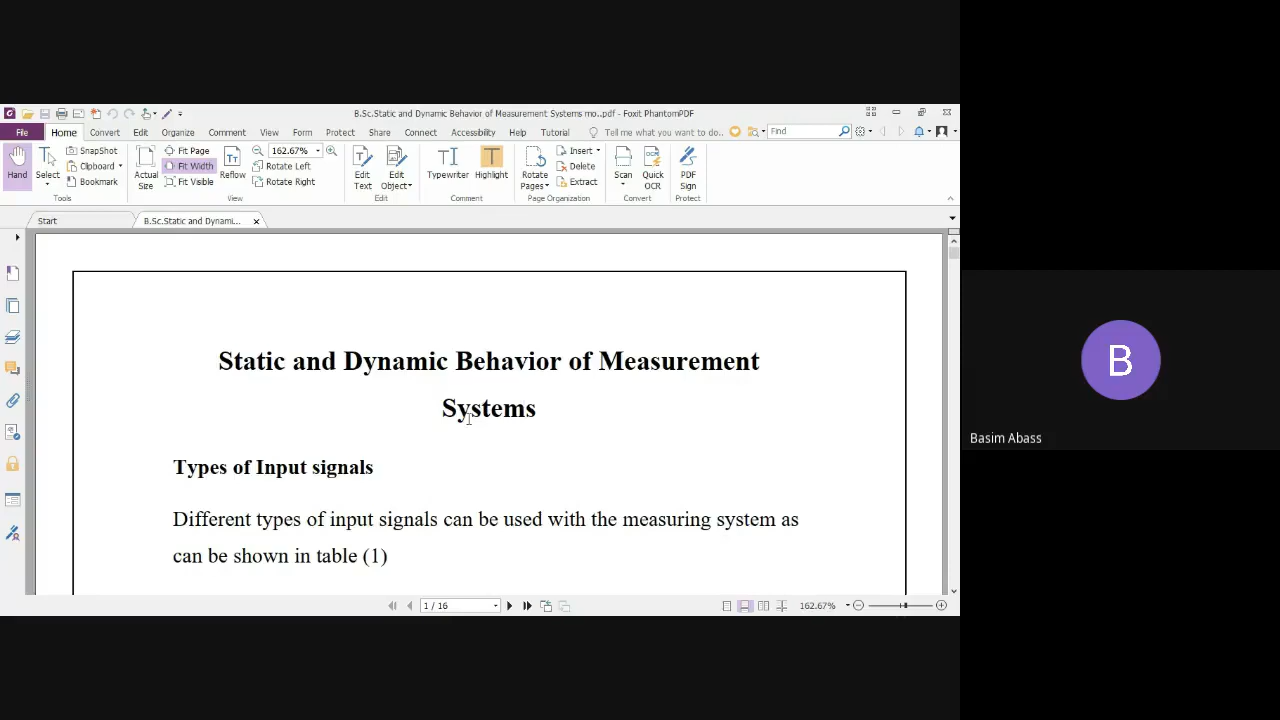 B.Sc.Static and Dynamic Behavior of Measurement Systems mo..pdf - Foxit PhantomPDF
File Home Convert Edit Organize Comment View Form Protect Share Connect Accessibility Help Tutorial Tell me what you want to do.. Find
Hand
Select
SnapShot
Clipboard
Bookmark
Tools
Actual Size
Fit Page
Fit Width
Fit Visible
Reflow
162.67%
Rotate Left
Rotate Right
View
Edit Text
Edit Object
Edit
Typewriter
Highlight
Comment
Rotate Pages
Insert
Delete
Extract
Page Organization
Scan
Quick OCR
Convert
PDF Sign
Protect
Start
B.Sc.Static and Dynami...
Static and Dynamic Behavior of Measurement
Systems
Types of Input signals
Different types of input signals can be used with the measuring system as
can be shown in table (1)
1 / 16
162.67%
B
Basim Abass